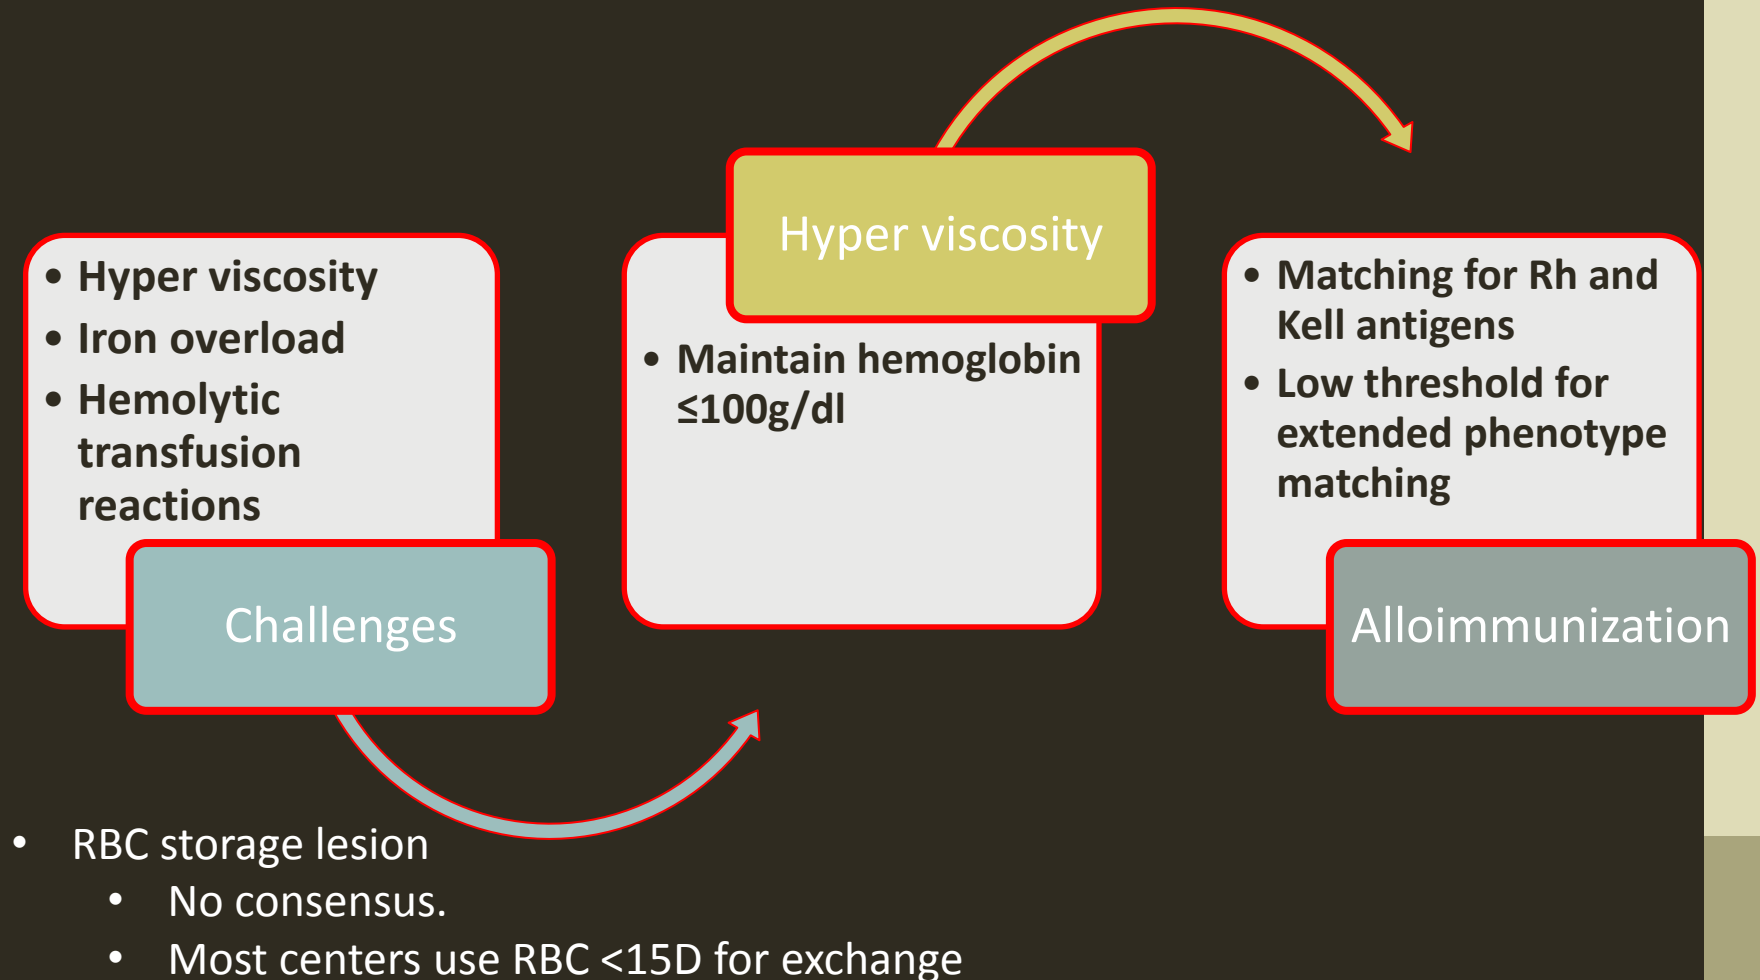 • Hyper viscosity
• Iron overload
• Hemolytic
transfusion
reactions
Challenges
Hyper viscosity
• Maintain hemoglobin
≤100g/dl
• Matching for Rh and
Kell antigens
• Low threshold for
extended phenotype
matching
Alloimmunization
• RBC storage lesion
• No consensus.
• Most centers use RBC <15D for exchange